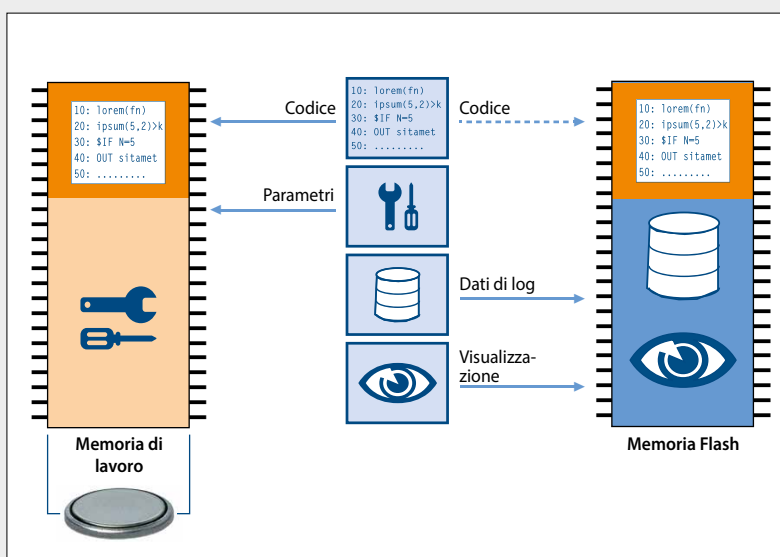 10: lorem(fn)
20: ipsum(5,2)>k
30: $IF N=5
40: OUT sitamet
50: .........
Codice
10: lorem(fn)
20: ipsum(5,2)>k
30: $IF N=5
40: OUT sitamet
50: .........
Codice
10: lorem(fn)
20: ipsum(5,2)>k
30: $IF N=5
40: OUT sitamet
50: .........
Parametri
Dati di log
Visualizza-
zione
Memoria di
lavoro
Memoria Flash